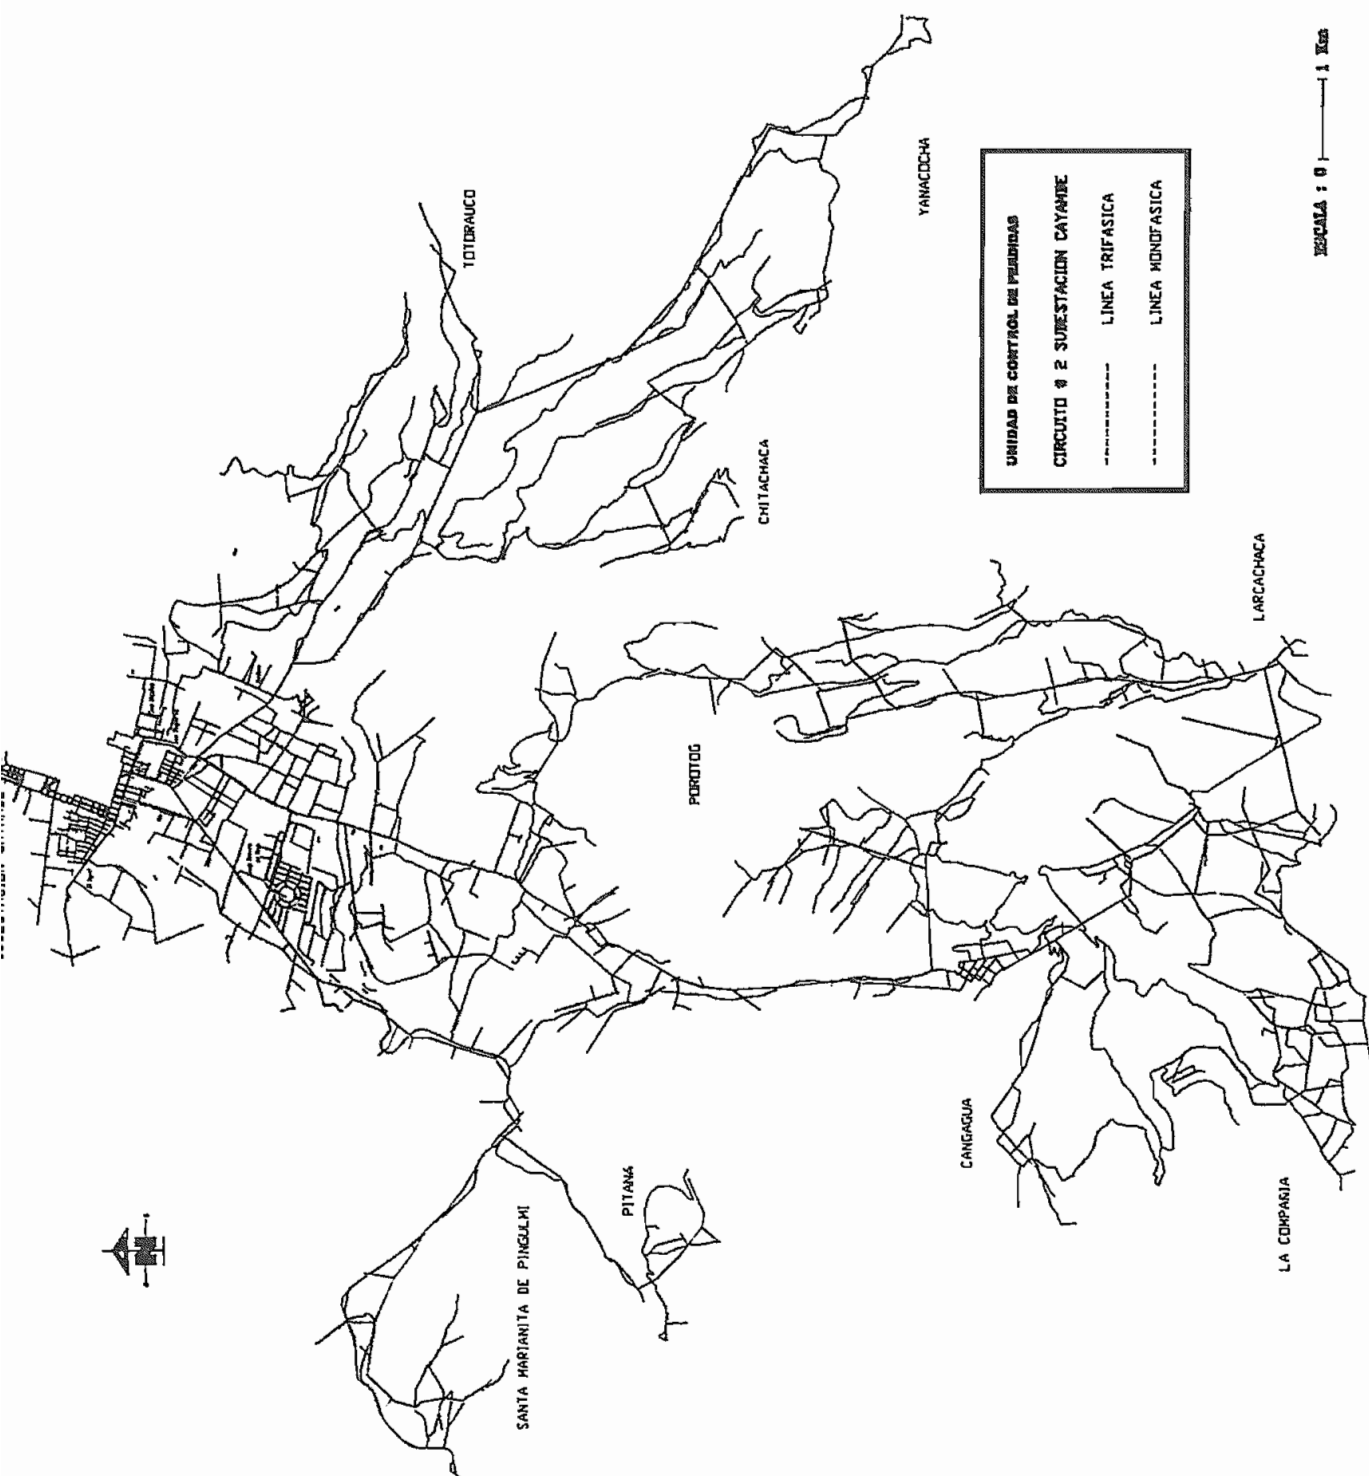 TOTORAUCO
YANACOCHA
CHITACHACA
POROTOG
LARCACHACA
CANGAGUA
PITANA
SANTA MARIANITA DE PINGULMI
LA COMPAÑIA
UNIDAD DE CONTROL DE PERDIDAS
CIRCUITO # 2 SUBESTACION CAYAMBE
---------- LINEA TRIFASICA
---------- LINEA MONOFASICA
ESCALA : 0 1 Km
N